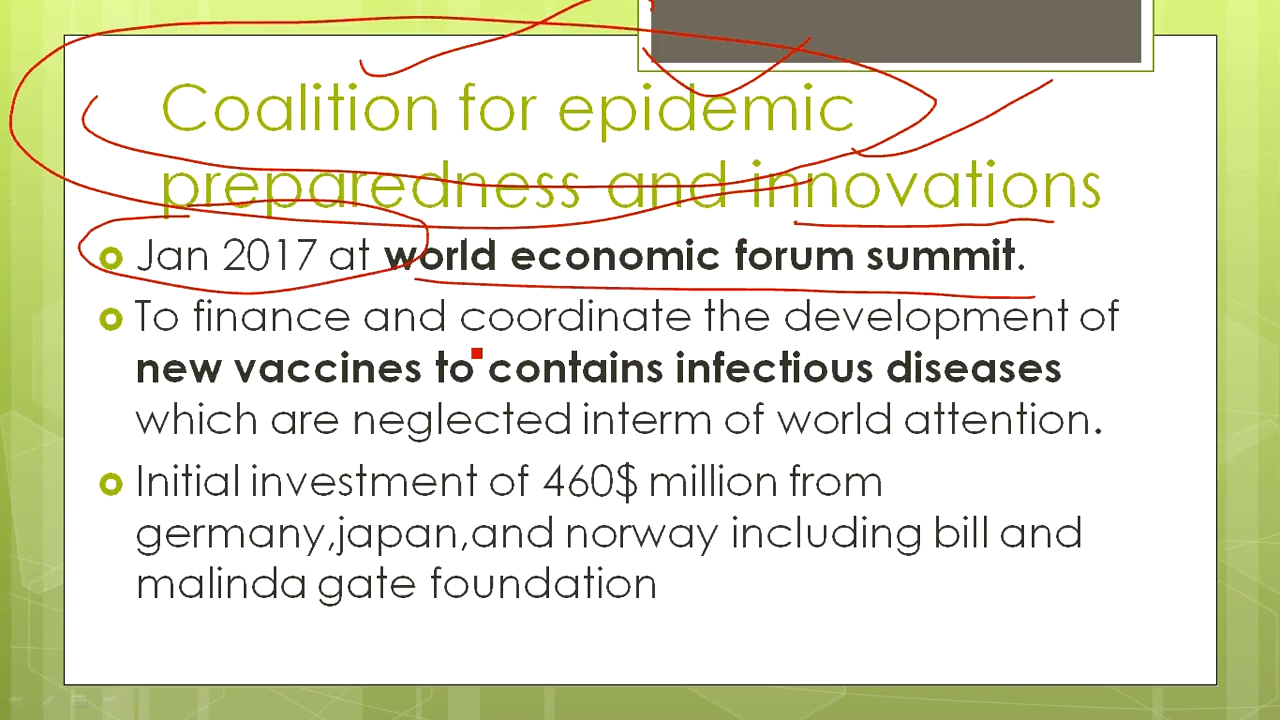 Coalition for epidemic
preparedness and innovations
Jan 2017 at world economic forum summit.
To finance and coordinate the development of
new vaccines to contains infectious diseases
which are neglected interm of world attention.
Initial investment of 460$ million from
germany,japan,and norway including bill and
malinda gate foundation